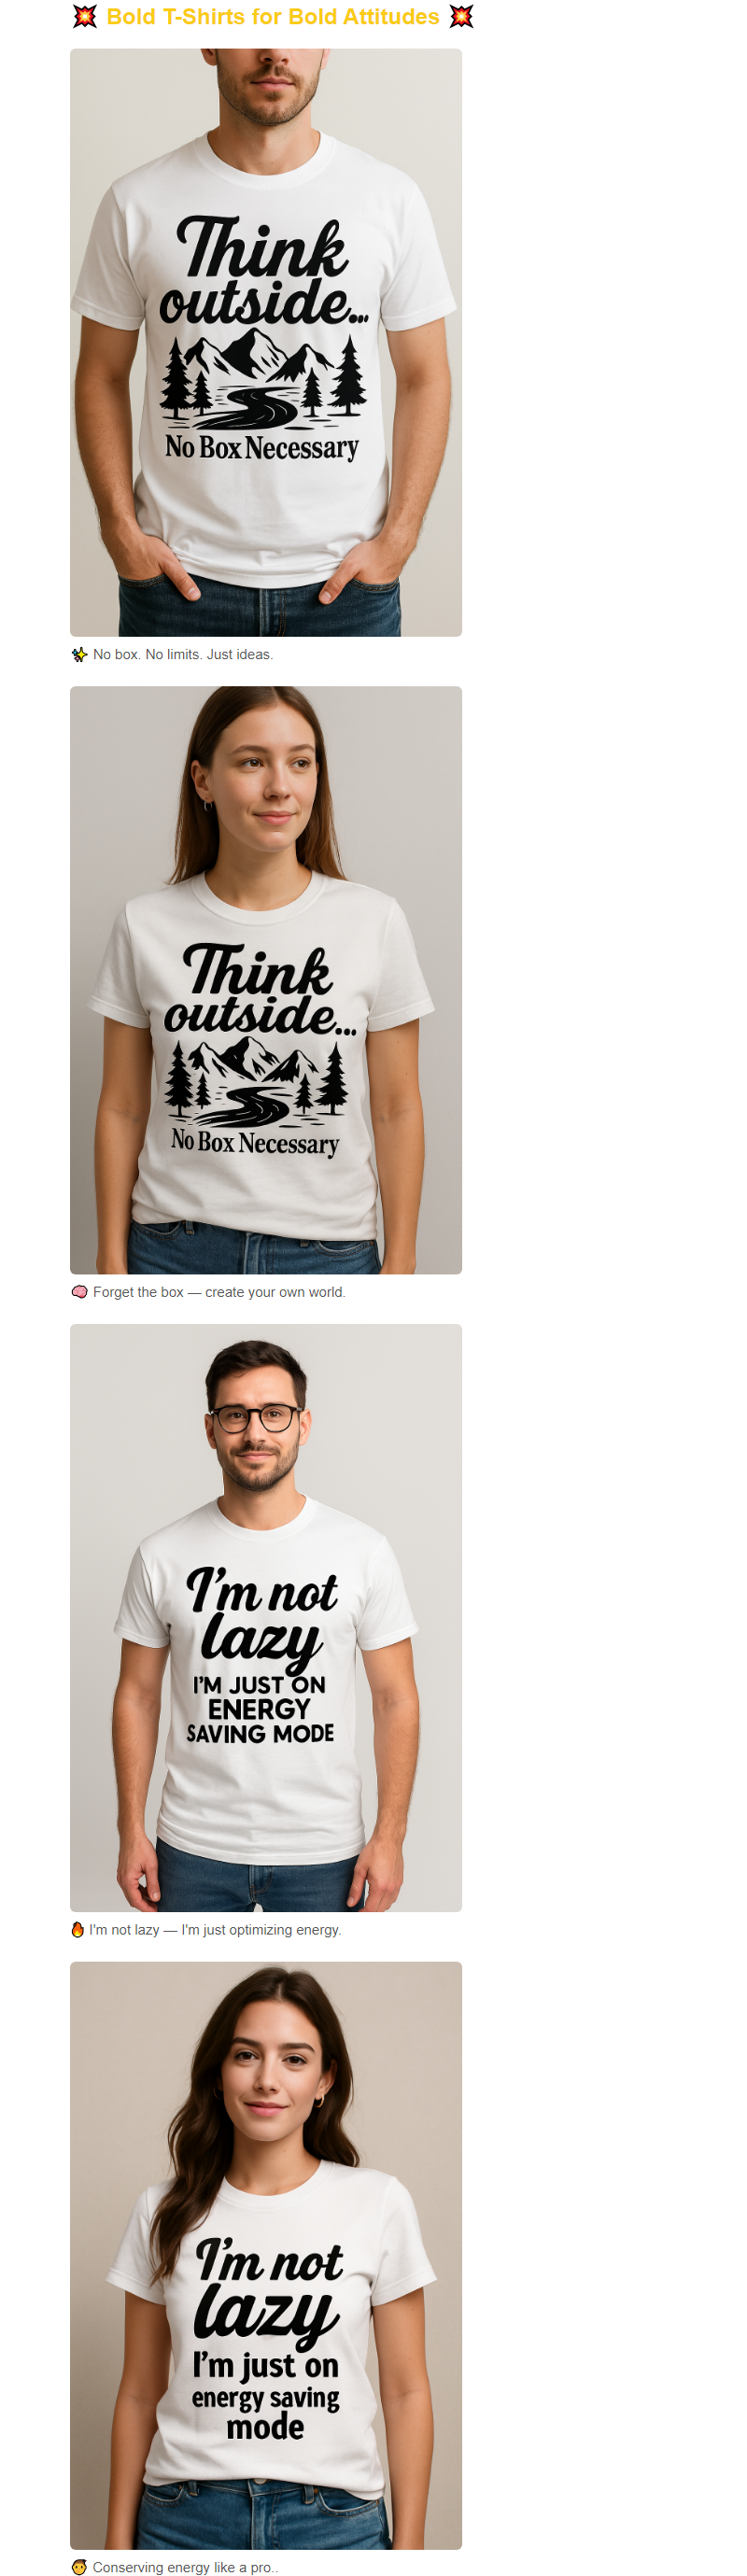 💥 Bold T-Shirts for Bold Attitudes 💥
Think
outside...
No Box Necessary
✨ No box. No limits. Just ideas.
Think
outside...
No Box Necessary
🧠 Forget the box — create your own world.
I'm not
lazy
I'M JUST ON
ENERGY
SAVING MODE
🔥 I'm not lazy — I'm just optimizing energy.
I'm not
lazy
I'm just on
energy saving
mode
Conserving energy like a pro..